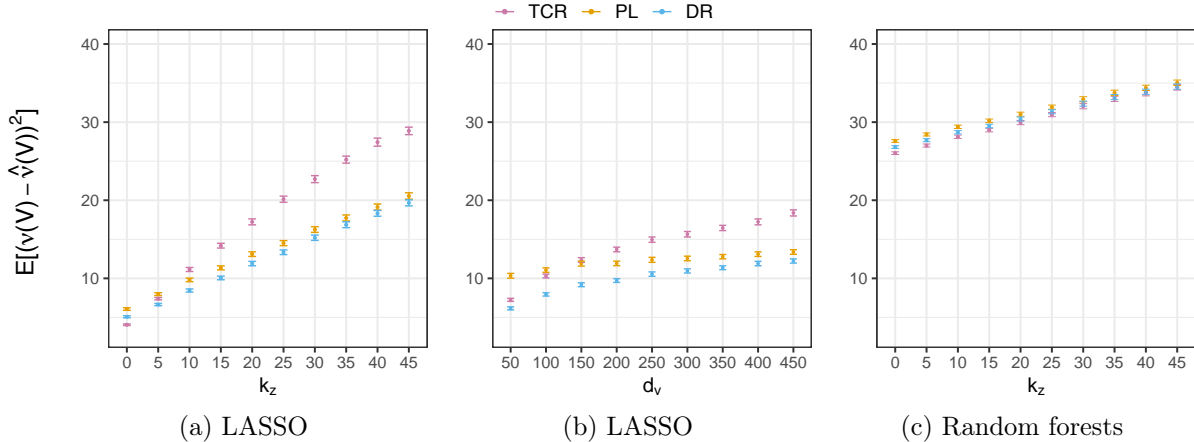 TCR PL DR
E[(ν(V) − ν̂(V))²]
40
30
20
10
0 5 10 15 20 25 30 35 40 45
k_z
(a) LASSO
40
30
20
10
50 100 150 200 250 300 350 400 450
d_v
(b) LASSO
40
30
20
10
0 5 10 15 20 25 30 35 40 45
k_z
(c) Random forests